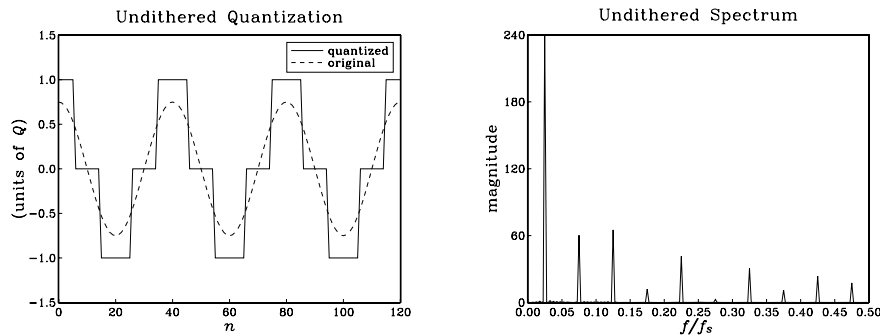 Undithered Quantization
(units of Q)
1.5
1.0
0.5
0.0
−0.5
−1.0
−1.5
quantized
original
0 20 40 60 80 100 120
n
Undithered Spectrum
magnitude
240
180
120
60
0
0.00 0.05 0.10 0.15 0.20 0.25 0.30 0.35 0.40 0.45 0.50
f/fs